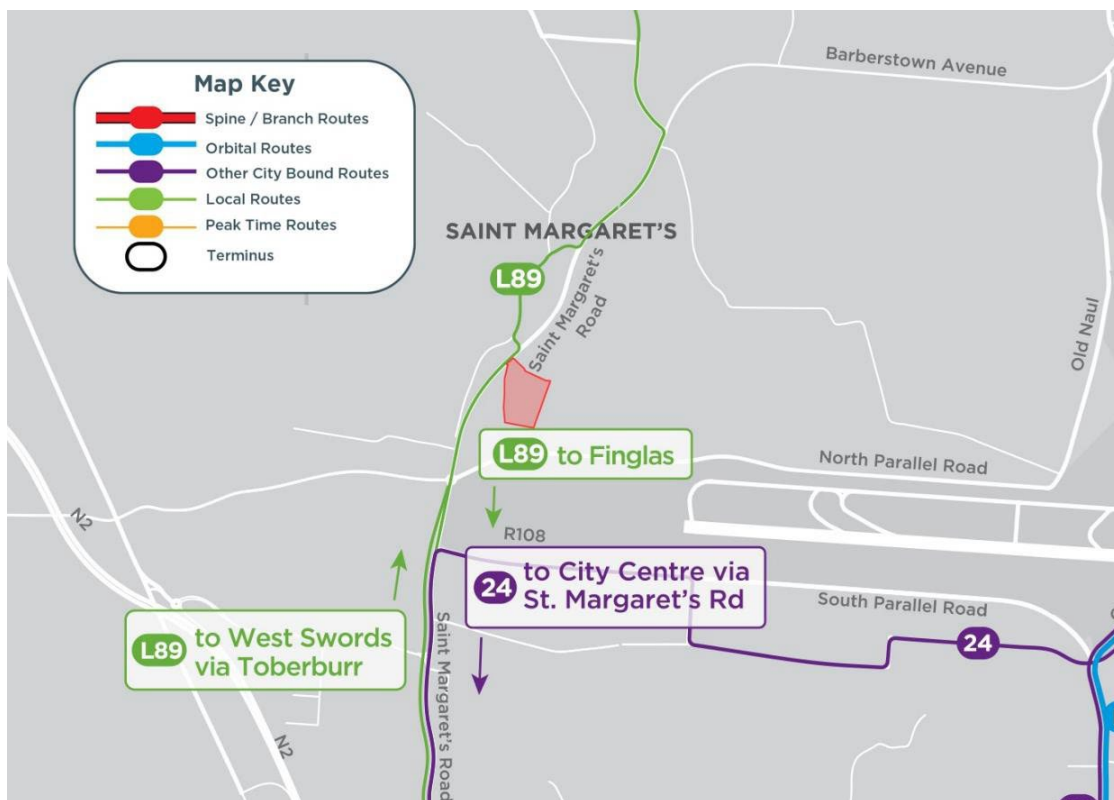 Map Key
Spine / Branch Routes
Orbital Routes
Other City Bound Routes
Local Routes
Peak Time Routes
Terminus
Barberstown Avenue
SAINT MARGARET'S
L89
Saint Margaret's
Road
Old Naul
L89 to Finglas
North Parallel Road
N2
R108
24 to City Centre via
St. Margaret's Rd
South Parallel Road
L89 to West Swords
via Toberburr
24
Saint Margaret's Road
N2